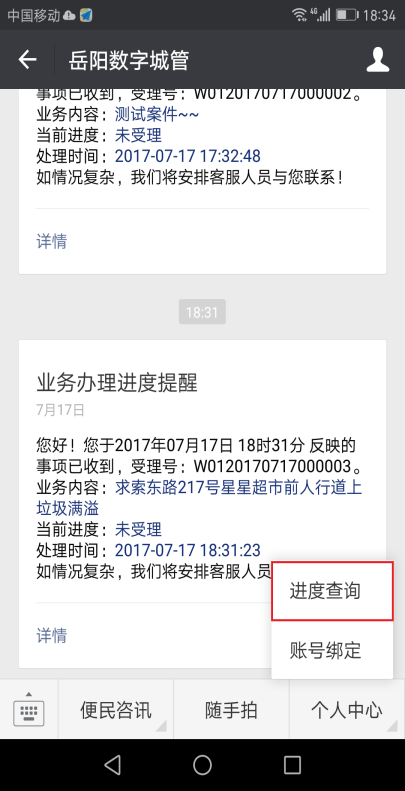 中国移动 4G 18:34
岳阳数字城管
事项已收到，受理号：W0120170717000002。
业务内容：测试案件~~
当前进度：未受理
处理时间：2017-07-17 17:32:48
如情况复杂，我们将安排客服人员与您联系！
详情
18:31
业务办理进度提醒
7月17日
您好！您于2017年07月17日 18时31分 反映的
事项已收到，受理号：W0120170717000003。
业务内容：求索东路217号星星超市前人行道上
垃圾满溢
当前进度：未受理
处理时间：2017-07-17 18:31:23
如情况复杂，我们将安排客服人员
进度查询
详情
账号绑定
便民咨讯 随手拍 个人中心